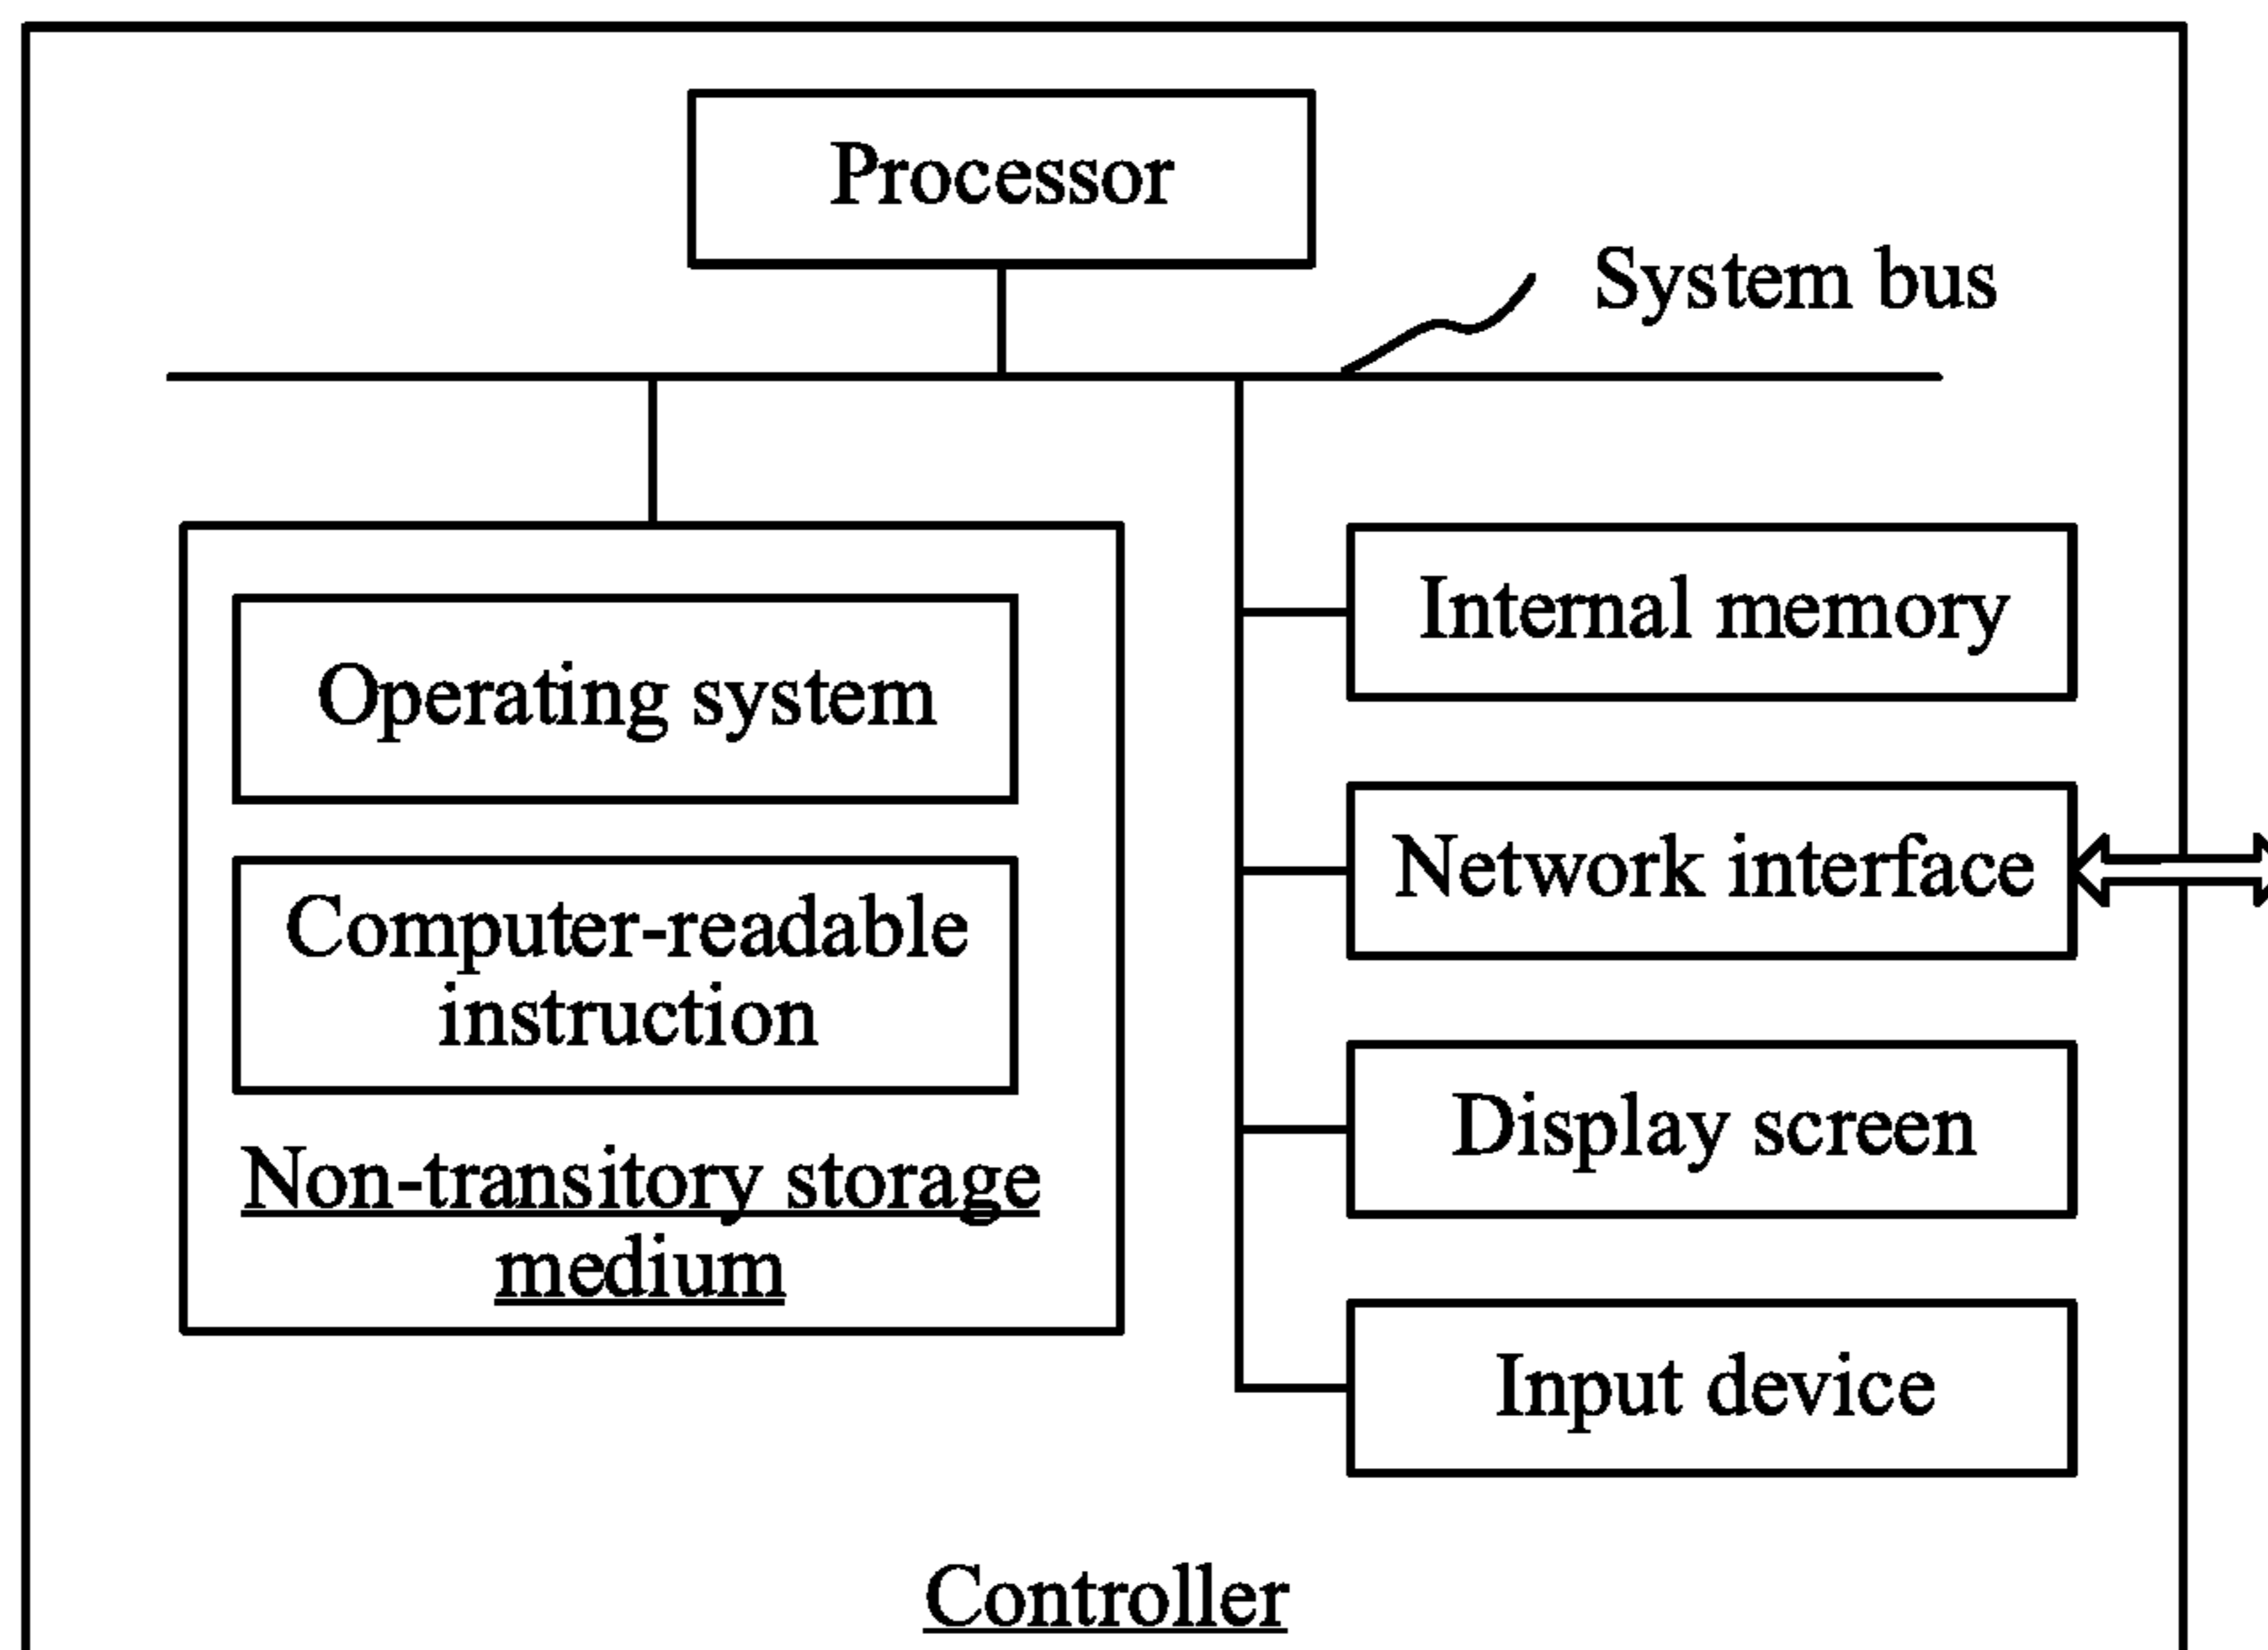 Processor
System bus
Operating system
Computer-readable
instruction
Non-transitory storage
medium
Internal memory
Network interface
Display screen
Input device
Controller